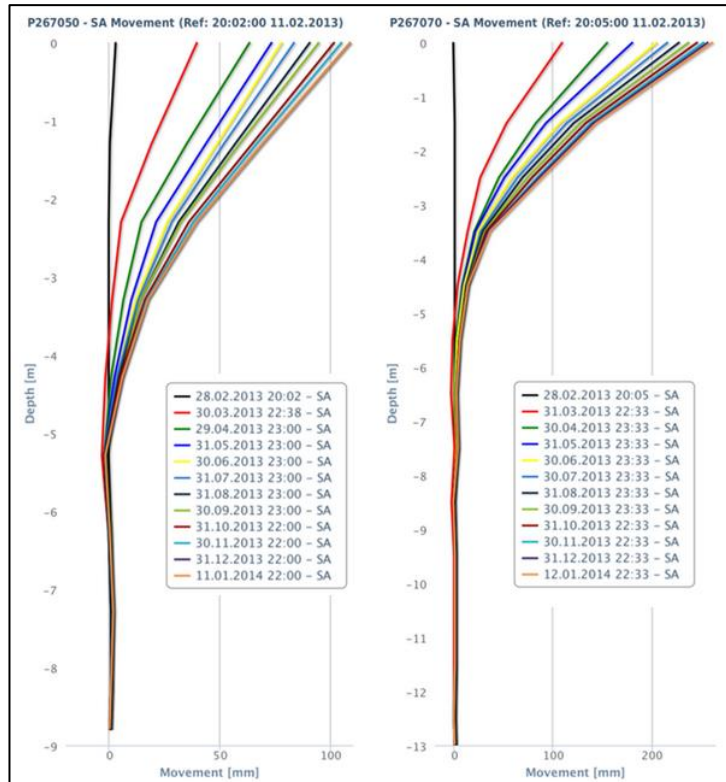 P267050 - SA Movement (Ref: 20:02:00 11.02.2013)
0
-1
-2
-3
-4
-5
-6
-7
-8
-9
Depth [m]
28.02.2013 20:02 - SA
30.03.2013 22:38 - SA
29.04.2013 23:00 - SA
31.05.2013 23:00 - SA
30.06.2013 23:00 - SA
31.07.2013 23:00 - SA
31.08.2013 23:00 - SA
30.09.2013 23:00 - SA
31.10.2013 22:00 - SA
30.11.2013 22:00 - SA
31.12.2013 22:00 - SA
11.01.2014 22:00 - SA
0 50 100
Movement [mm]
P267070 - SA Movement (Ref: 20:05:00 11.02.2013)
0
-1
-2
-3
-4
-5
-6
-7
-8
-9
-10
-11
-12
-13
Depth [m]
28.02.2013 20:05 - SA
31.03.2013 22:33 - SA
30.04.2013 23:33 - SA
31.05.2013 23:33 - SA
30.06.2013 23:33 - SA
30.07.2013 23:33 - SA
31.08.2013 23:33 - SA
30.09.2013 23:33 - SA
31.10.2013 22:33 - SA
30.11.2013 22:33 - SA
31.12.2013 22:33 - SA
12.01.2014 22:33 - SA
0 100 200
Movement [mm]